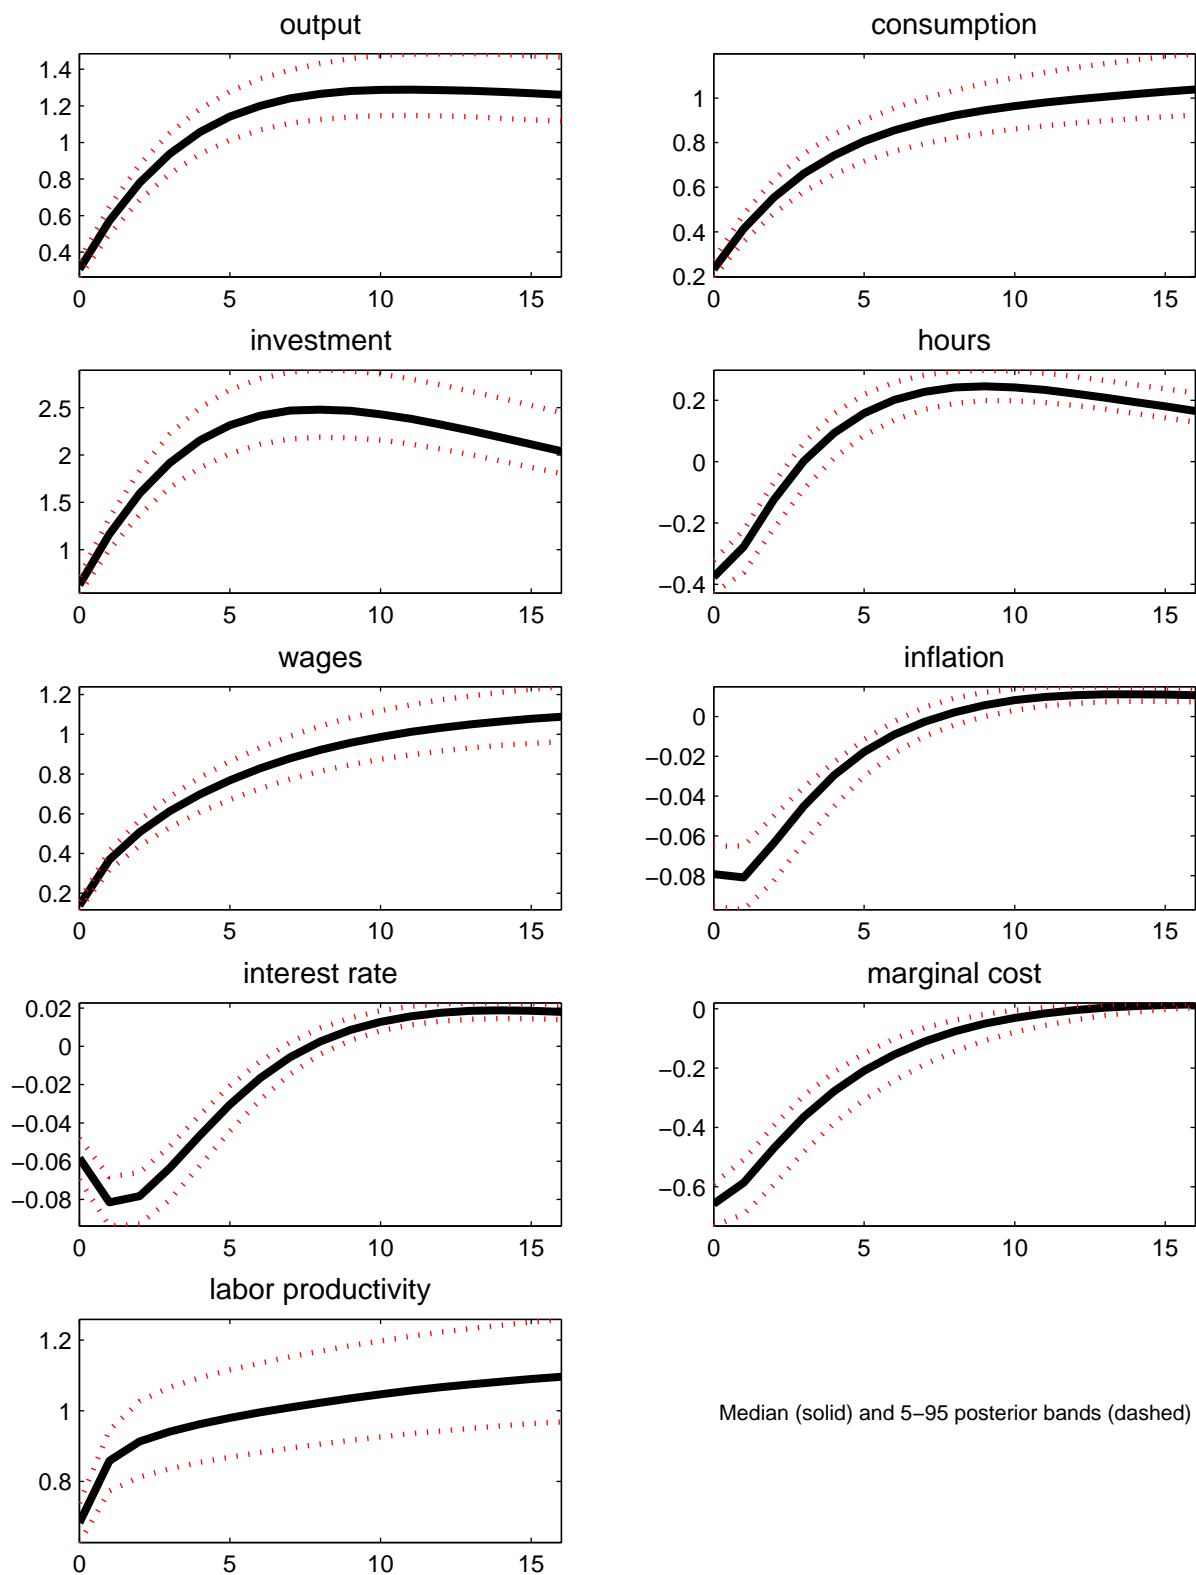 output
1.4
1.2
1
0.8
0.6
0.4
0 5 10 15
consumption
1
0.8
0.6
0.4
0.2
0 5 10 15
investment
2.5
2
1.5
1
0 5 10 15
hours
0.2
0
−0.2
−0.4
0 5 10 15
wages
1.2
1
0.8
0.6
0.4
0.2
0 5 10 15
inflation
0
−0.02
−0.04
−0.06
−0.08
0 5 10 15
interest rate
0.02
0
−0.02
−0.04
−0.06
−0.08
0 5 10 15
marginal cost
0
−0.2
−0.4
−0.6
0 5 10 15
labor productivity
1.2
1
0.8
0 5 10 15
Median (solid) and 5−95 posterior bands (dashed)